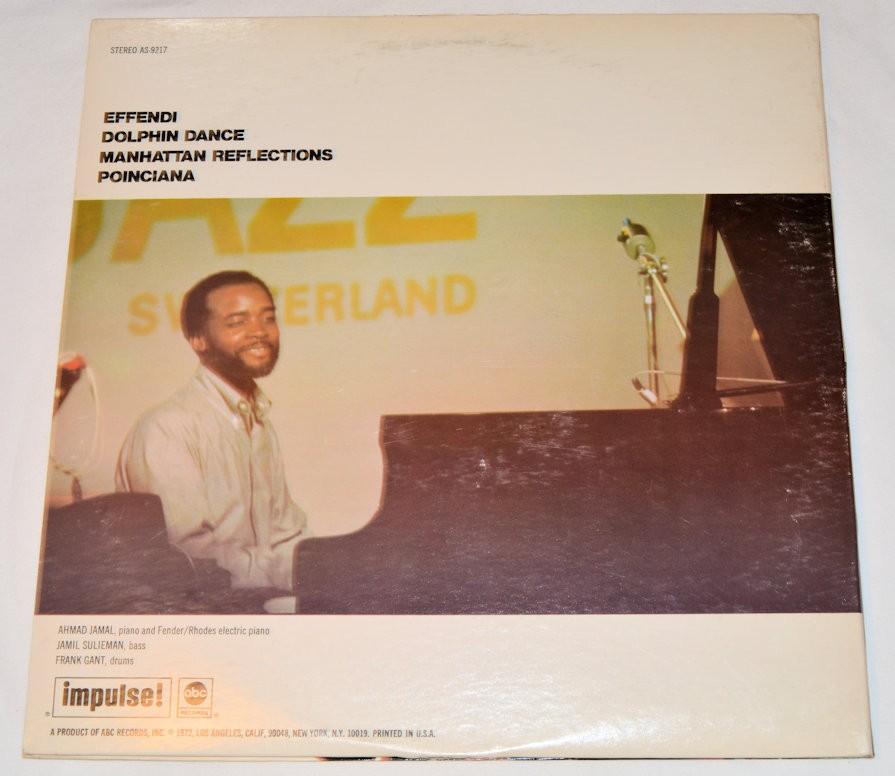 STEREO AS-9217
EFFENDI
DOLPHIN DANCE
MANHATTAN REFLECTIONS
POINCIANA
JAZZ
SWITZERLAND
AHMAD JAMAL, piano and Fender/Rhodes electric piano
JAMIL SULIEMAN, bass
FRANK GANT, drums
impulse!
abc
RECORDS
A PRODUCT OF ABC RECORDS, INC. ℗ 1972, LOS ANGELES, CALIF, 90048, NEW YORK, N.Y. 10019. PRINTED IN U.S.A.